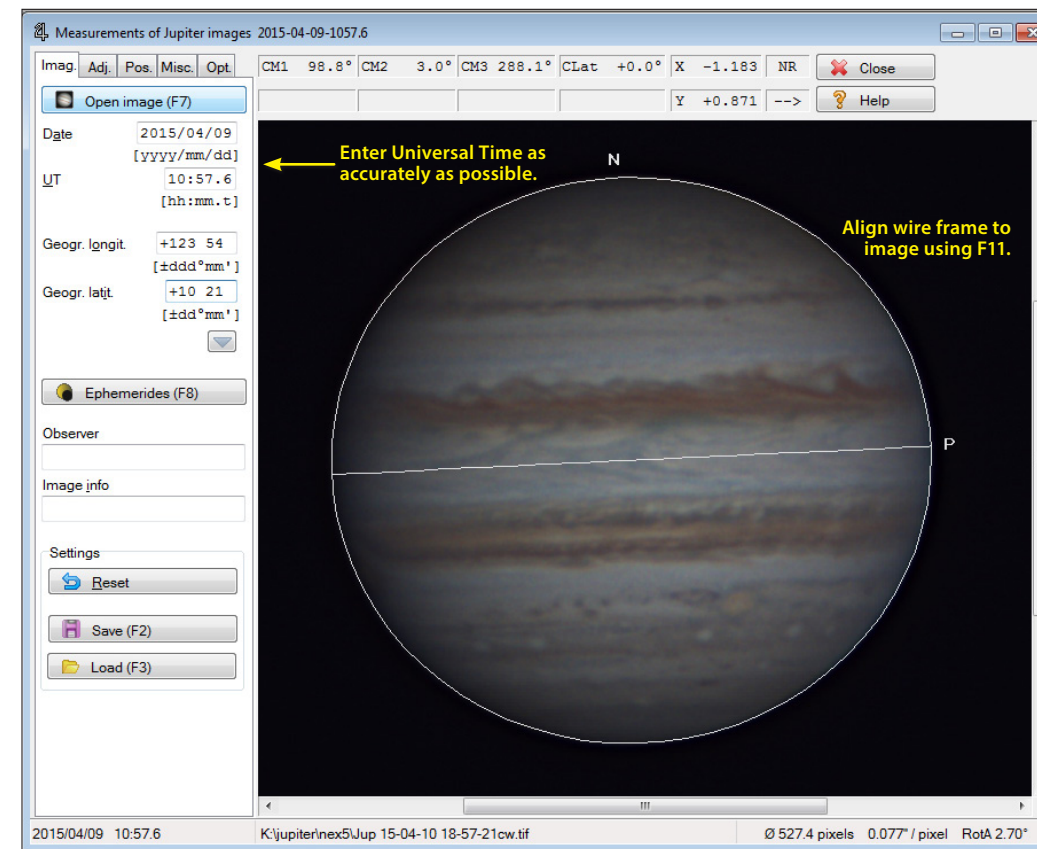 Measurements of Jupiter images 2015-04-09-1057.6
Imag. Adj. Pos. Misc. Opt.
CM1 98.8° CM2 3.0° CM3 288.1° CLat +0.0° X -1.183 NR Close
Open image (F7)
Y +0.871 --> Help
Date 2015/04/09
[yyyy/mm/dd]
UT 10:57.6
[hh:mm.t]
Enter Universal Time as
accurately as possible.
N
Geogr. longit. +123 54
[±ddd°mm']
Geogr. latit. +10 21
[±dd°mm']
Align wire frame to
image using F11.
Ephemerides (F8)
Observer
P
Image info
Settings
Reset
Save (F2)
Load (F3)
2015/04/09 10:57.6 K:\jupiter\nex5\Jup 15-04-10 18-57-21cw.tif Ø 527.4 pixels 0.077" / pixel RotA 2.70°